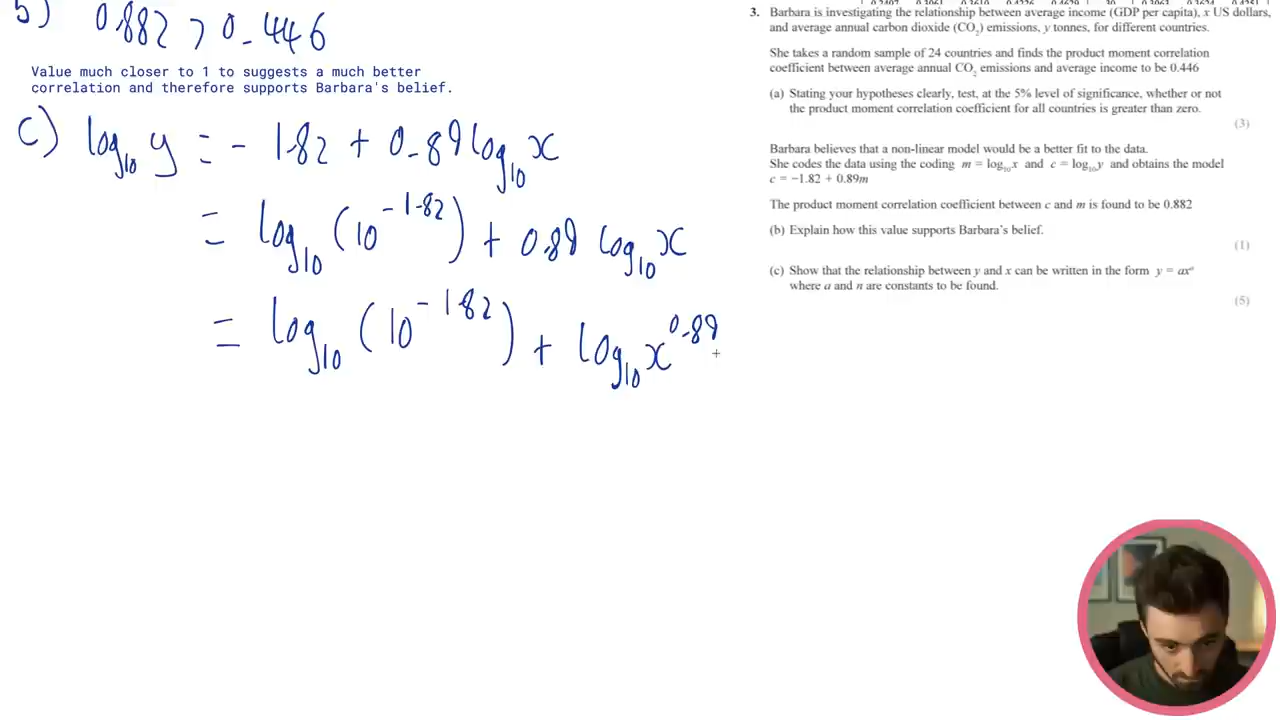 b) 0.882 > 0.446
Value much closer to 1 to suggests a much better
correlation and therefore supports Barbara's belief.
c) log₁₀ y = - 1.82 + 0.89 log₁₀ x
= log₁₀ (10^-1.82) + 0.89 log₁₀ x
= log₁₀ (10^-1.82) + log₁₀ x^0.89
3. Barbara is investigating the relationship between average income (GDP per capita), x US dollars,
and average annual carbon dioxide (CO₂) emissions, y tonnes, for different countries.
She takes a random sample of 24 countries and finds the product moment correlation
coefficient between average annual CO₂ emissions and average income to be 0.446
(a) Stating your hypotheses clearly, test, at the 5% level of significance, whether or not
the product moment correlation coefficient for all countries is greater than zero.
(3)
Barbara believes that a non-linear model would be a better fit to the data.
She codes the data using the coding m = log₁₀x and c = log₁₀y and obtains the model
c = −1.82 + 0.89m
The product moment correlation coefficient between c and m is found to be 0.882
(b) Explain how this value supports Barbara's belief.
(1)
(c) Show that the relationship between y and x can be written in the form y = axⁿ
where a and n are constants to be found.
(5)